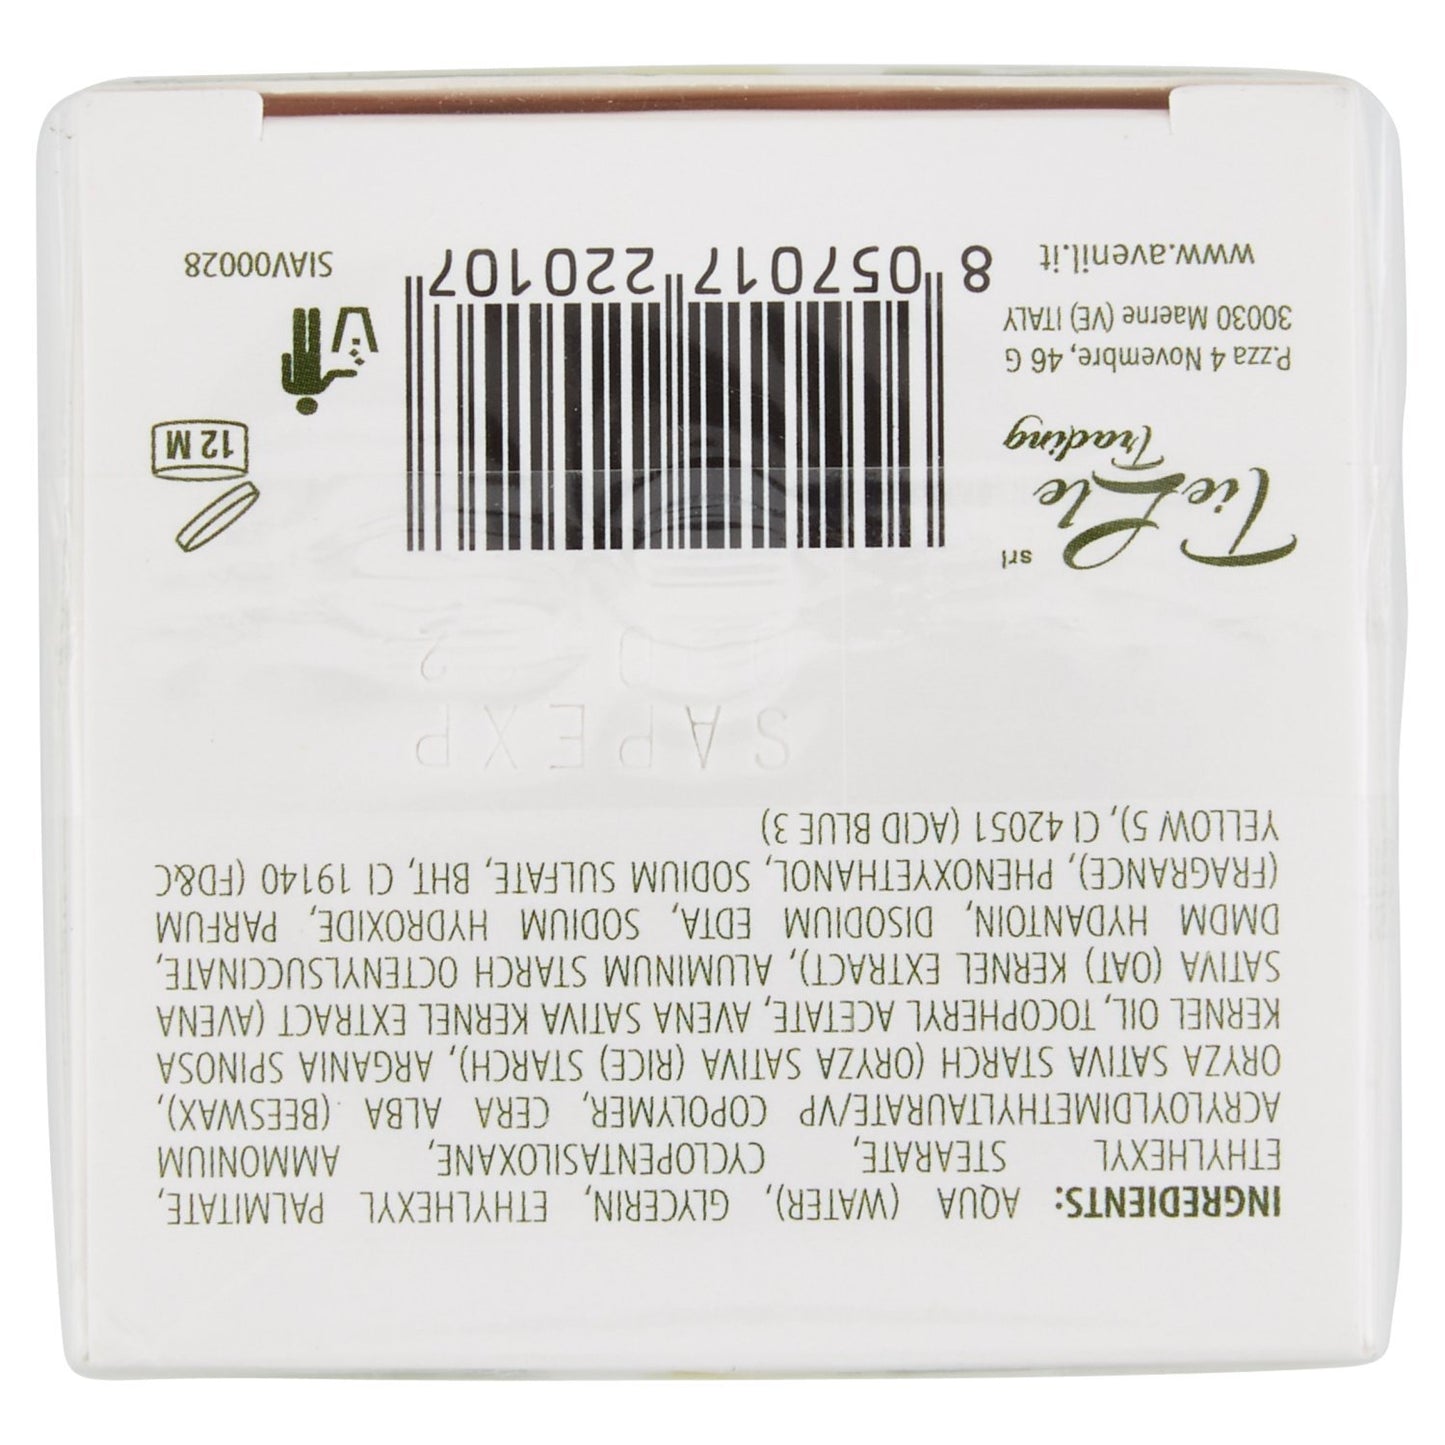 INGREDIENTS: AQUA (WATER), GLYCERIN, ETHYLHEXYL PALMITATE,
ETHYLHEXYL STEARATE, CYCLOPENTASILOXANE, AMMONIUM
ACRYLOYLDIMETHYLTAURATE/VP COPOLYMER, CERA ALBA (BEESWAX),
ORYZA SATIVA STARCH (ORYZA SATIVA (RICE) STARCH), ARGANIA SPINOSA
KERNEL OIL, TOCOPHERYL ACETATE, AVENA SATIVA KERNEL EXTRACT (AVENA
SATIVA (OAT) KERNEL EXTRACT), ALUMINUM STARCH OCTENYLSUCCINATE,
DMDM HYDANTOIN, DISODIUM EDTA, SODIUM HYDROXIDE, PARFUM
(FRAGRANCE), PHENOXYETHANOL, SODIUM SULFATE, BHT, CI 19140 (FD&C
YELLOW 5), CI 42051 (ACID BLUE 3)
SAPEXP
TieLle srl
Trading
P.zza 4 Novembre, 46 G
30030 Maerne (VE) ITALY
www.avenil.it
8 057017 220107
12 M
SIAV00028